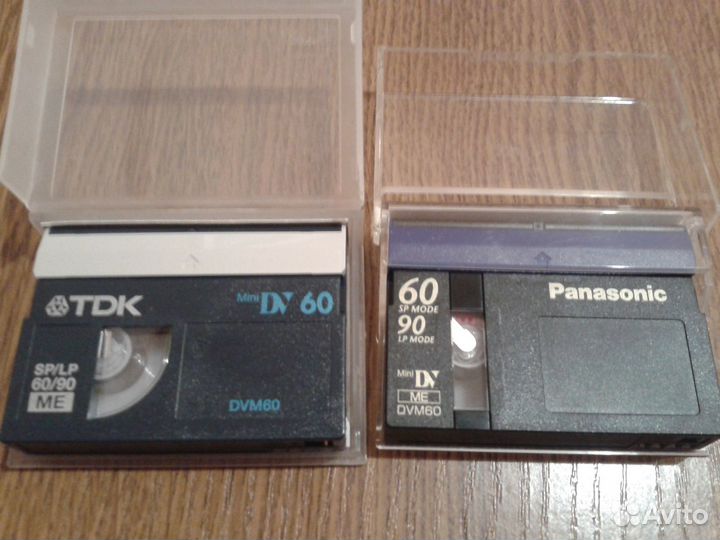 TDK
Mini DV 60
SP/LP
60/90
ME
DVM60
60
SP MODE
90
LP MODE
Mini DV
ME
DVM60
Panasonic
Avito